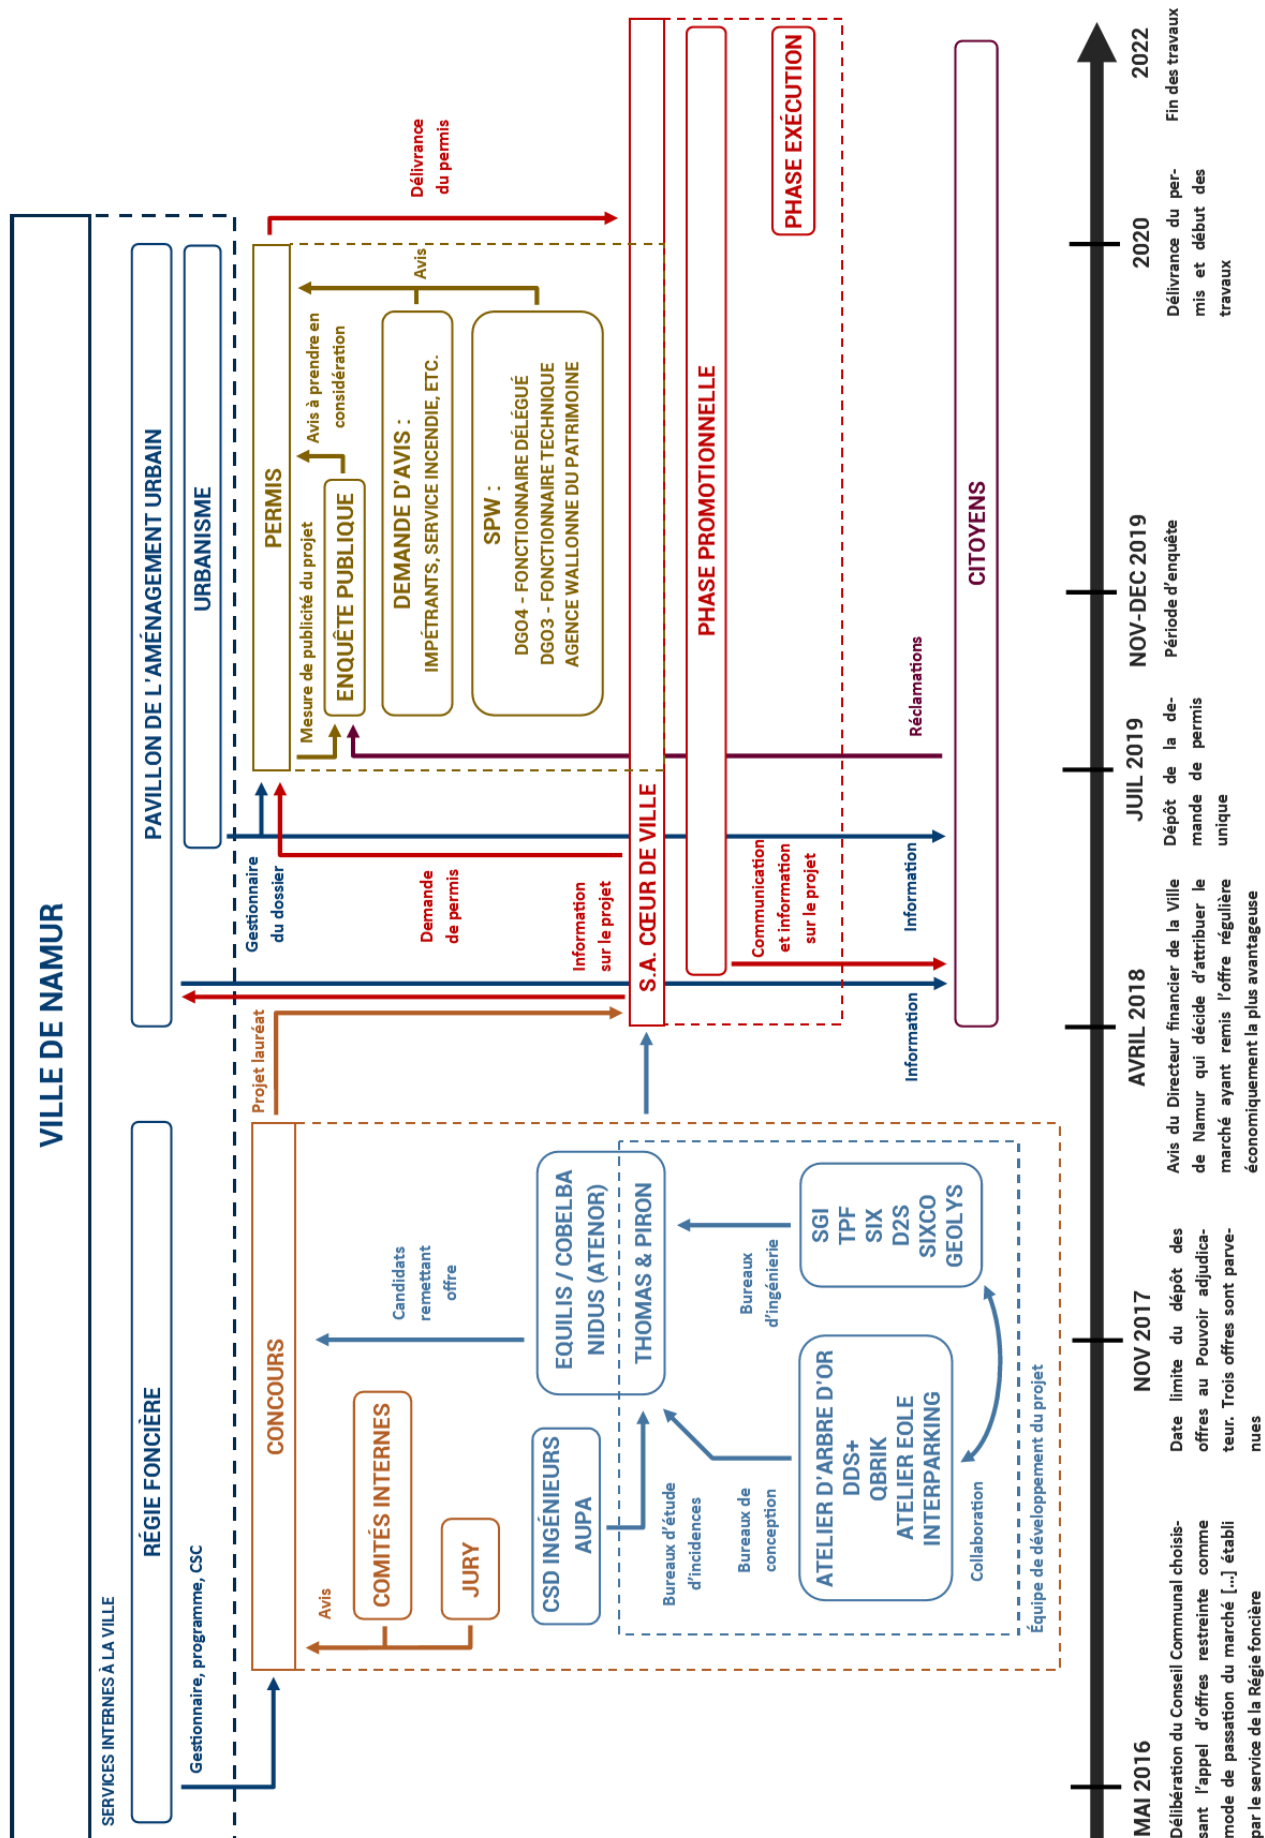 VILLE DE NAMUR
SERVICES INTERNES À LA VILLE
RÉGIE FONCIÈRE
PAVILLON DE L'AMÉNAGEMENT URBAIN
URBANISME
Gestionnaire, programme, CSC
CONCOURS
Avis
COMITÉS INTERNES
JURY
Candidats
remettant
offre
Projet lauréat
CSD INGÉNIEURS
AUPA
EQUILIS / COBELBA
NIDUS (ATENOR)
THOMAS & PIRON
Bureaux d'étude
d'incidences
Bureaux de
conception
Bureaux
d'ingénierie
ATELIER D'ARBRE D'OR
DDS+
QBRIK
ATELIER EOLE
INTERPARKING
SGI
TPF
SIX
D2S
SIXCO
GEOLYS
Collaboration
Équipe de développement du projet
Gestionnaire
du dossier
Demande
de permis
Information
sur le projet
PERMIS
Mesure de publicité du projet
Avis à prendre en
considération
Avis
ENQUÊTE PUBLIQUE
DEMANDE D'AVIS :
IMPÉTRANTS, SERVICE INCENDIE, ETC.
SPW :
DGO4 - FONCTIONNAIRE DÉLÉGUÉ
DGO3 - FONCTIONNAIRE TECHNIQUE
AGENCE WALLONNE DU PATRIMOINE
Délivrance
du permis
S.A. CŒUR DE VILLE
PHASE PROMOTIONNELLE
PHASE EXÉCUTION
Communication
et information
sur le projet
Information
Information
Réclamations
CITOYENS
MAI 2016
Délibération du Conseil Communal choisis-
sant l'appel d'offres restreinte comme
mode de passation du marché [...] établi
par le service de la Régie foncière
NOV 2017
Date limite du dépôt des
offres au Pouvoir adjudica-
teur. Trois offres sont parve-
nues
AVRIL 2018
Avis du Directeur financier de la Ville
de Namur qui décide d'attribuer le
marché ayant remis l'offre régulière
économiquement la plus avantageuse
JUIL 2019
Dépôt de la de-
mande de permis
unique
NOV-DEC 2019
Période d'enquête
2020
Délivrance du per-
mis et début des
travaux
2022
Fin des travaux